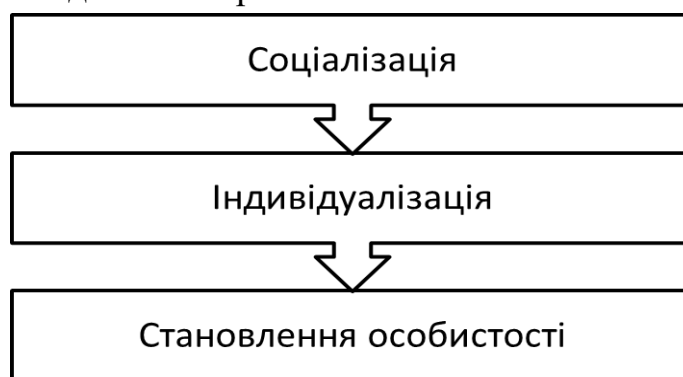 Соціалізація
Індивідуалізація
Становлення особистості